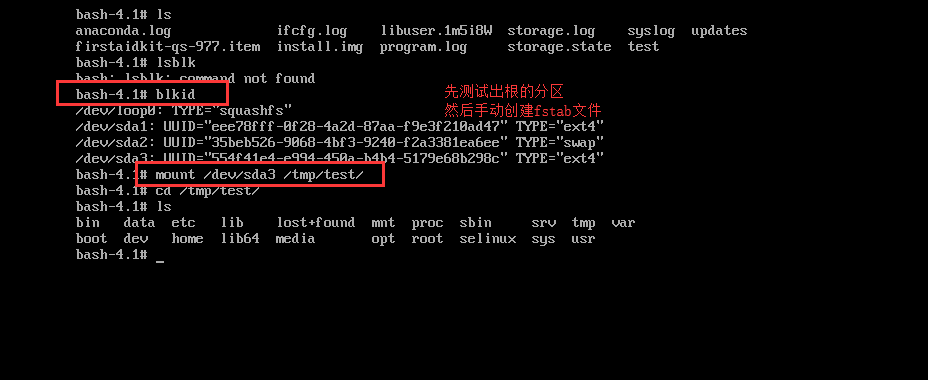 bash-4.1# ls
anaconda.log ifcfg.log libuser.1m5i8W storage.log syslog updates
firstaidkit-qs-977.item install.img program.log storage.state test
bash-4.1# lsblk
bash: lsblk: command not found
bash-4.1# blkid
先测试出根的分区
然后手动创建fstab文件
/dev/loop0: TYPE="squashfs"
/dev/sda1: UUID="eee78fff-0f28-4a2d-87aa-f9e3f210ad47" TYPE="ext4"
/dev/sda2: UUID="35beb526-9068-4bf3-9240-f2a3381ea6ee" TYPE="swap"
/dev/sda3: UUID="554f41e4-e994-450a-b4b4-5179e68b298c" TYPE="ext4"
bash-4.1# mount /dev/sda3 /tmp/test/
bash-4.1# cd /tmp/test/
bash-4.1# ls
bin data etc lib lost+found mnt proc sbin srv tmp var
boot dev home lib64 media opt root selinux sys usr
bash-4.1# _